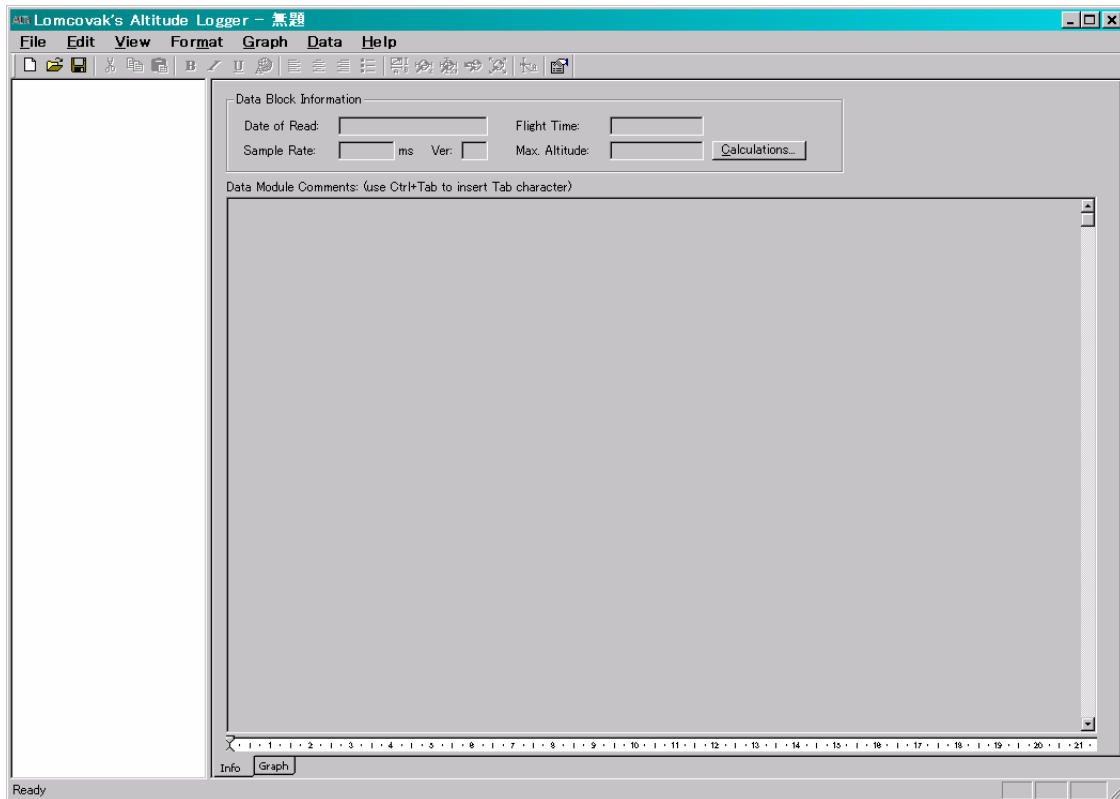 Alti Lomcovak's Altitude Logger - 無題
File Edit View Format Graph Data Help
B I U
Data Block Information
Date of Read: Flight Time:
Sample Rate: ms Ver: Max. Altitude: Calculations...
Data Module Comments: (use Ctrl+Tab to insert Tab character)
1 2 3 4 5 6 7 8 9 10 11 12 13 14 15 16 17 18 19 20 21
Info Graph
Ready